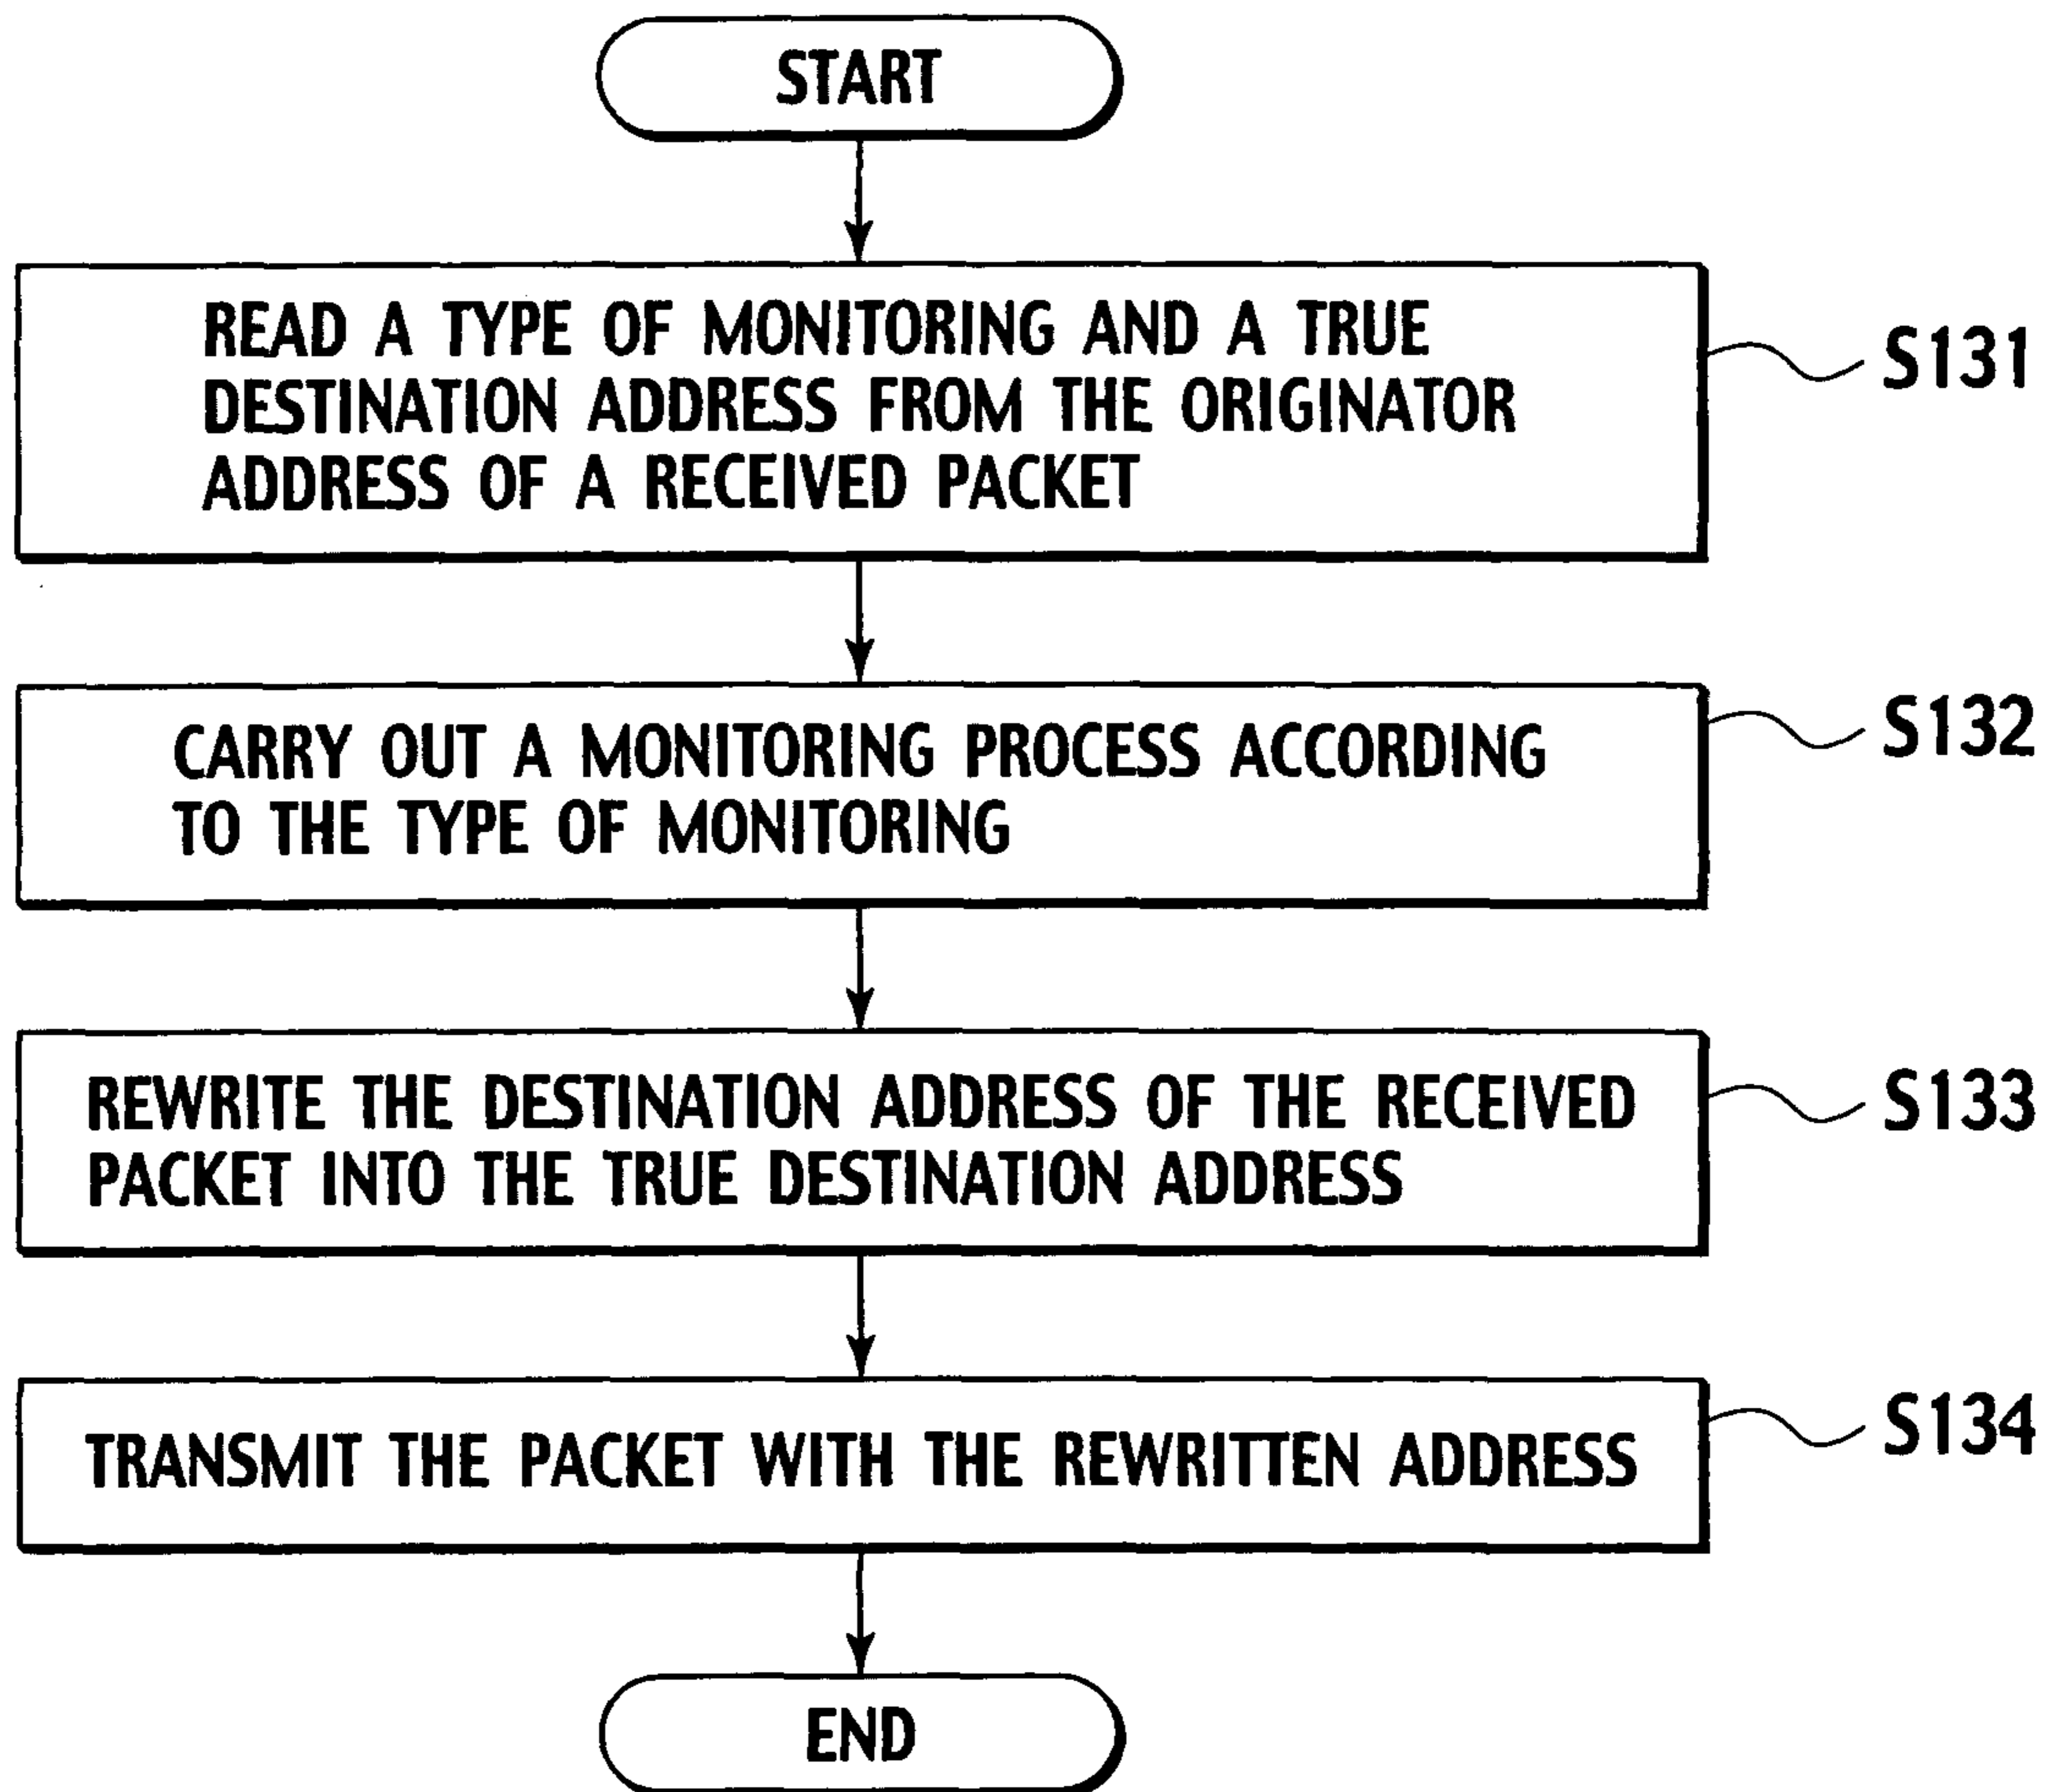 START
READ A TYPE OF MONITORING AND A TRUE
DESTINATION ADDRESS FROM THE ORIGINATOR
ADDRESS OF A RECEIVED PACKET
S131
CARRY OUT A MONITORING PROCESS ACCORDING
TO THE TYPE OF MONITORING
S132
REWRITE THE DESTINATION ADDRESS OF THE RECEIVED
PACKET INTO THE TRUE DESTINATION ADDRESS
S133
TRANSMIT THE PACKET WITH THE REWRITTEN ADDRESS
S134
END